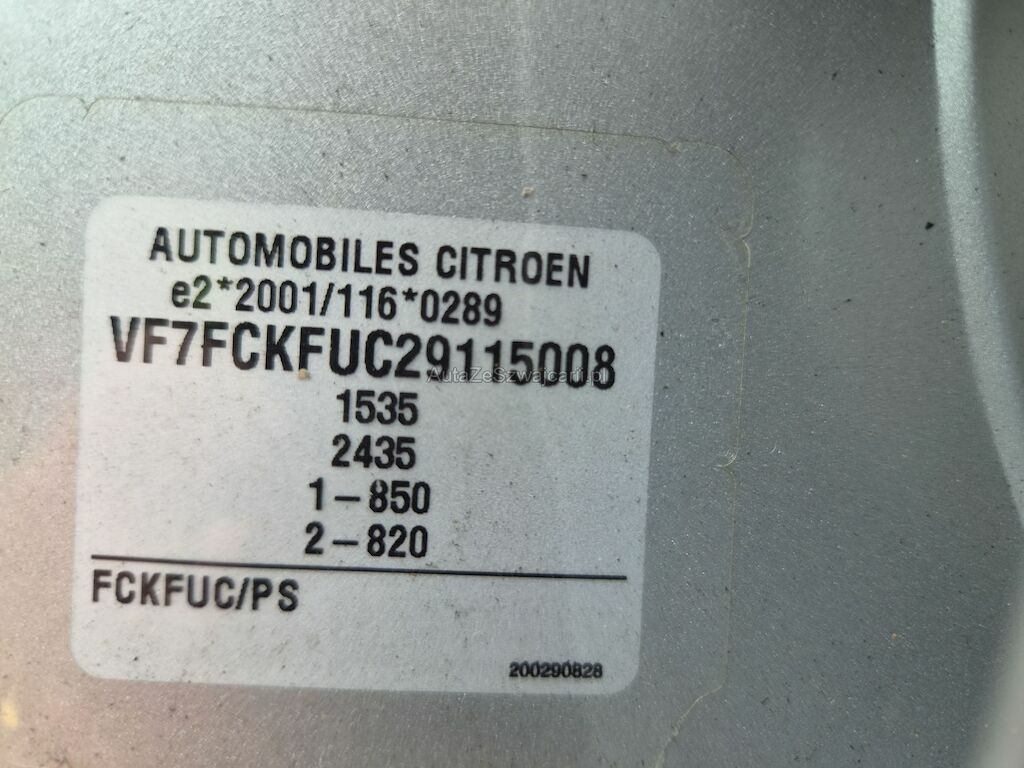 AUTOMOBILES CITROEN
e2*2001/116*0289
VF7FCKFUC29115008
AutaZeSzwajcarii.pl
1535
2435
1–850
2–820
FCKFUC/PS
200290828